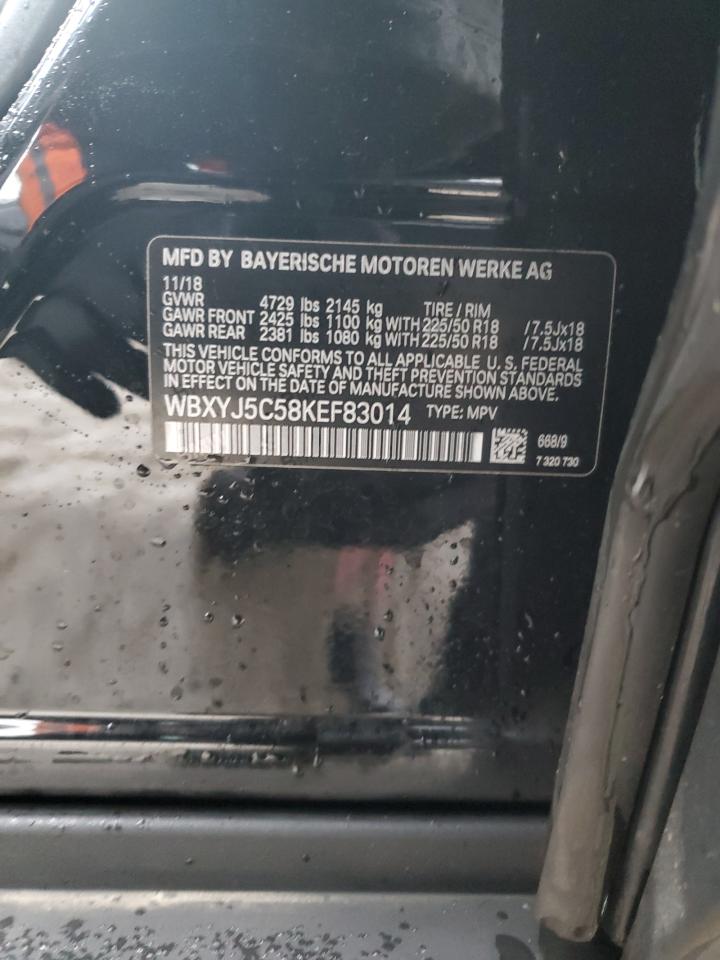 MFD BY BAYERISCHE MOTOREN WERKE AG
11/18
GVWR 4729 lbs 2145 kg TIRE / RIM
GAWR FRONT 2425 lbs 1100 kg WITH 225/50 R18 /7.5Jx18
GAWR REAR 2381 lbs 1080 kg WITH 225/50 R18 /7.5Jx18
THIS VEHICLE CONFORMS TO ALL APPLICABLE U. S. FEDERAL
MOTOR VEHICLE SAFETY AND THEFT PREVENTION STANDARDS
IN EFFECT ON THE DATE OF MANUFACTURE SHOWN ABOVE.
WBXYJ5C58KEF83014 TYPE: MPV
668/9
7 320 730